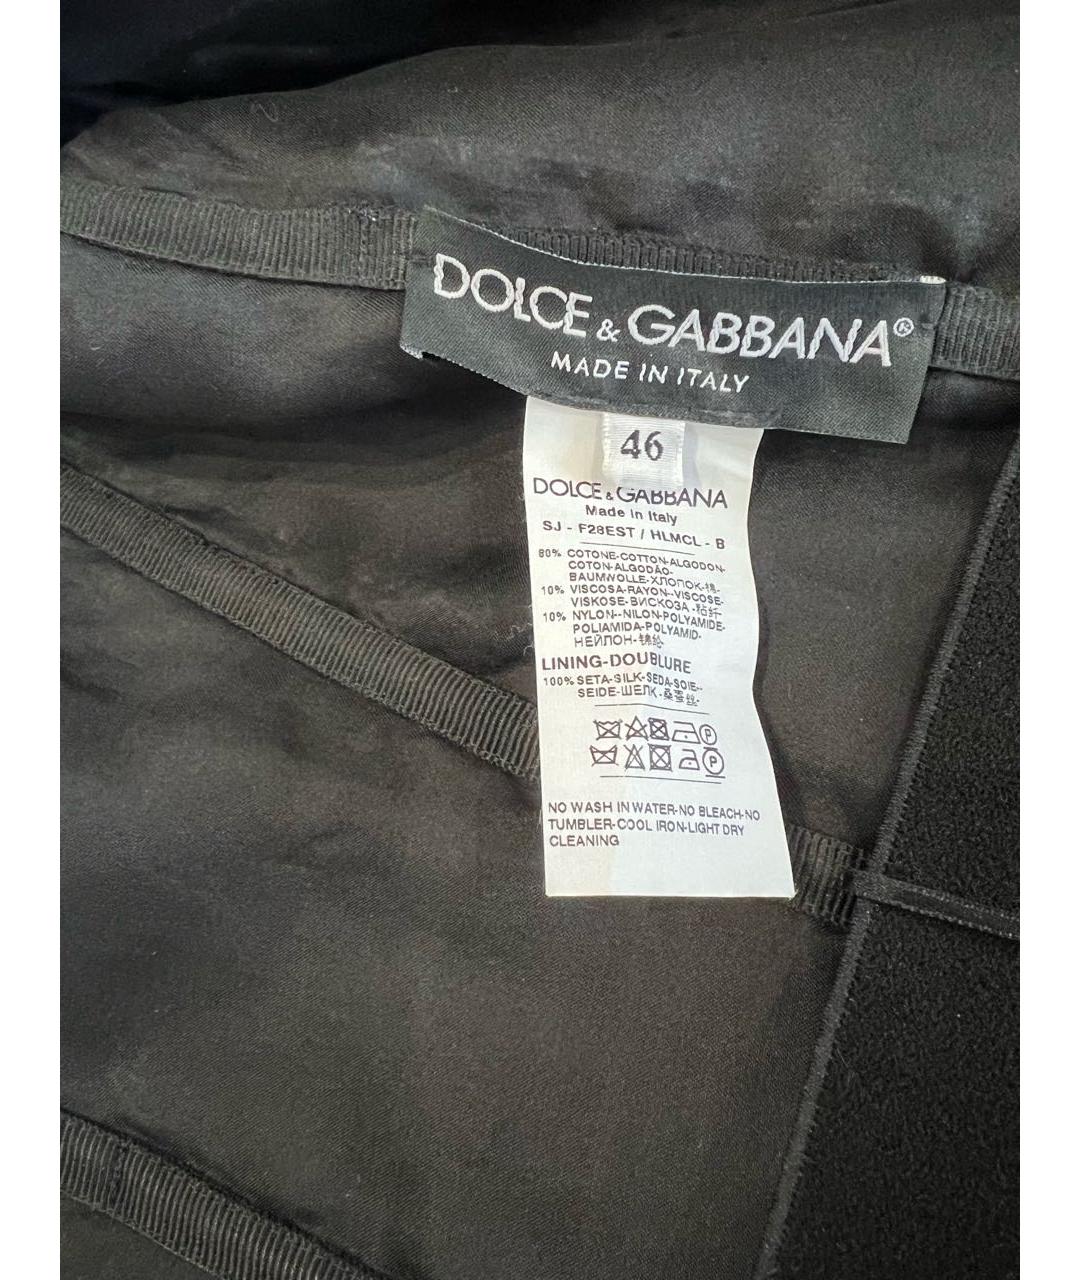 DOLCE & GABBANA®
MADE IN ITALY
46
DOLCE & GABBANA
Made in Italy
SJ - F28EST / HLMCL - B
80% COTONE-COTTON-ALGODON-
COTON-ALGODÃO-
BAUMWOLLE-ХЛОПОК-棉-
10% VISCOSA-RAYON--VISCOSE-
VISKOSE-ВИСКОЗА-粘纤
10% NYLON--NILON-POLYAMIDE-
POLIAMIDA-POLYAMID-
НЕЙЛОН-锦纶
LINING-DOUBLURE
100% SETA-SILK-SEDA-SOIE--
SEIDE-ШЕЛК-桑蚕丝-
P
P
NO WASH IN WATER-NO BLEACH-NO
TUMBLER-COOL IRON-LIGHT DRY
CLEANING